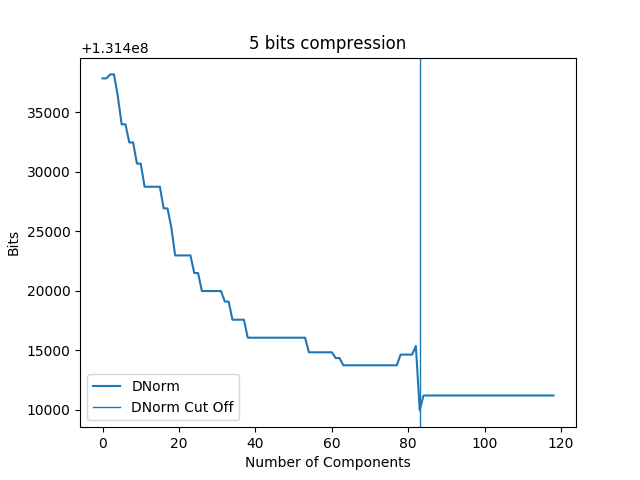 5 bits compression
+1.314e8
35000
30000
25000
20000
15000
10000
Bits
DNorm
DNorm Cut Off
0 20 40 60 80 100 120
Number of Components